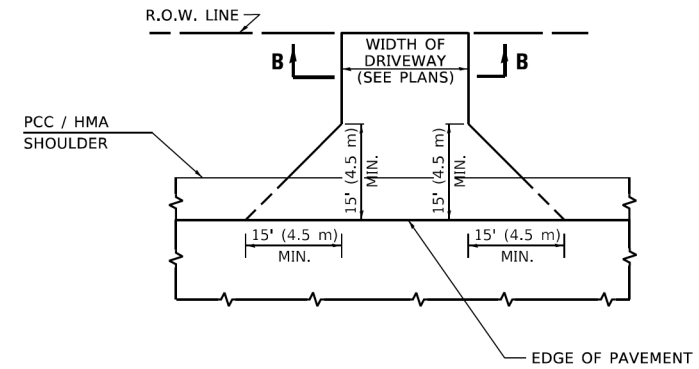 R.O.W. LINE
B
WIDTH OF
DRIVEWAY
(SEE PLANS)
B
PCC / HMA
SHOULDER
15' (4.5 m)
MIN.
15' (4.5 m)
MIN.
15' (4.5 m)
MIN.
15' (4.5 m)
MIN.
EDGE OF PAVEMENT